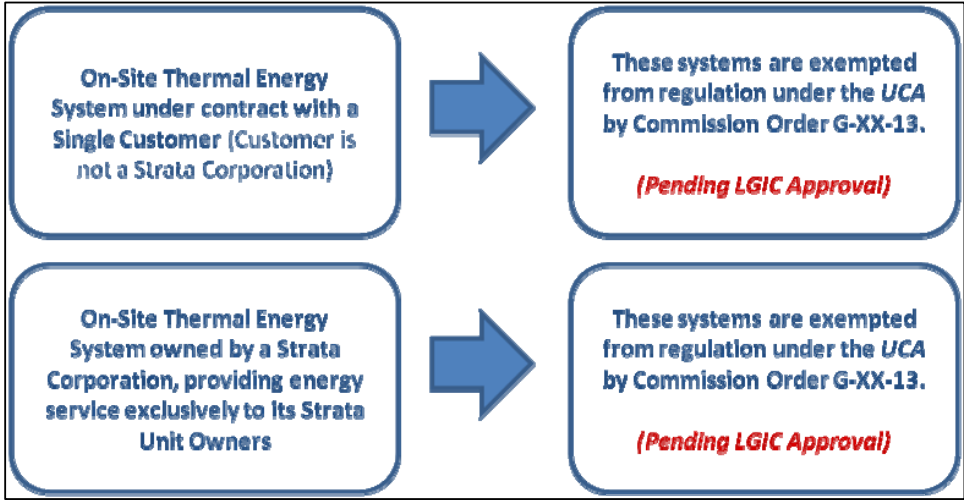 On-Site Thermal Energy
System under contract with a
Single Customer (Customer is
not a Strata Corporation)
These systems are exempted
from regulation under the UCA
by Commission Order G-XX-13.
(Pending LGIC Approval)
On-Site Thermal Energy
System owned by a Strata
Corporation, providing energy
service exclusively to its Strata
Unit Owners
These systems are exempted
from regulation under the UCA
by Commission Order G-XX-13.
(Pending LGIC Approval)